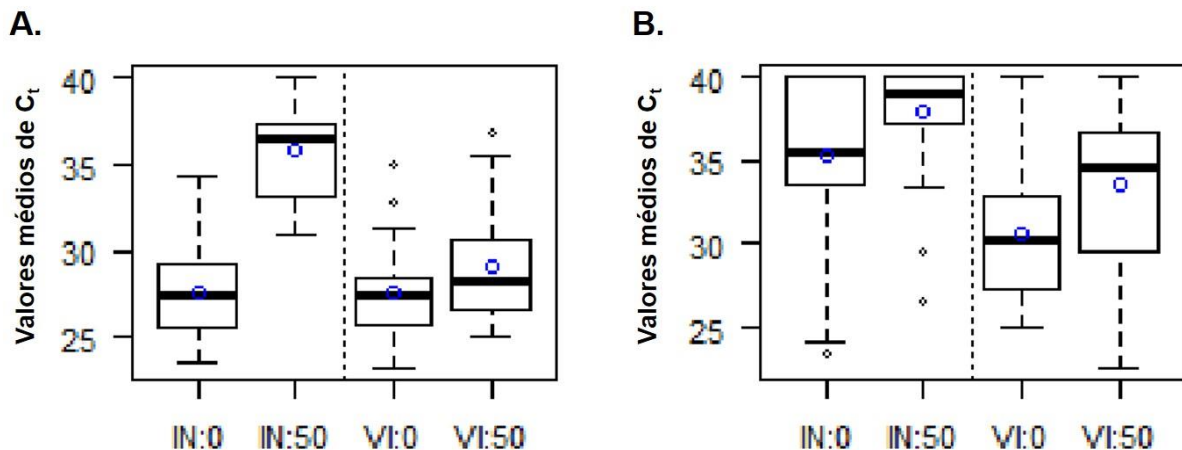 A.
Valores médios de Cₜ
40
35
30
25
IN:0 IN:50 VI:0 VI:50
B.
Valores médios de Cₜ
40
35
30
25
IN:0 IN:50 VI:0 VI:50